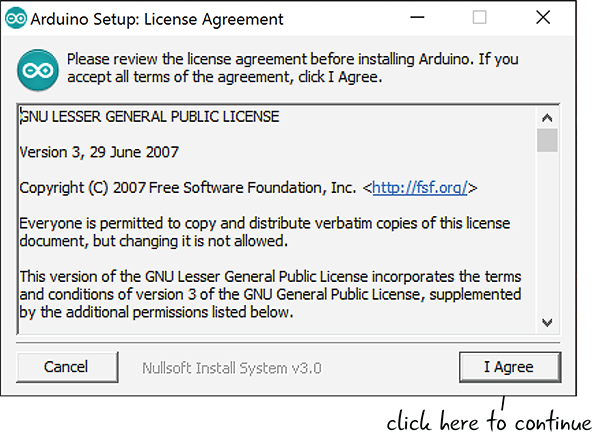 Arduino Setup: License Agreement
Please review the license agreement before installing Arduino. If you
accept all terms of the agreement, click I Agree.
GNU LESSER GENERAL PUBLIC LICENSE
Version 3, 29 June 2007
Copyright (C) 2007 Free Software Foundation, Inc. <http://fsf.org/>
Everyone is permitted to copy and distribute verbatim copies of this license
document, but changing it is not allowed.
This version of the GNU Lesser General Public License incorporates the terms
and conditions of version 3 of the GNU General Public License, supplemented
by the additional permissions listed below.
Cancel
Nullsoft Install System v3.0
I Agree
click here to continue